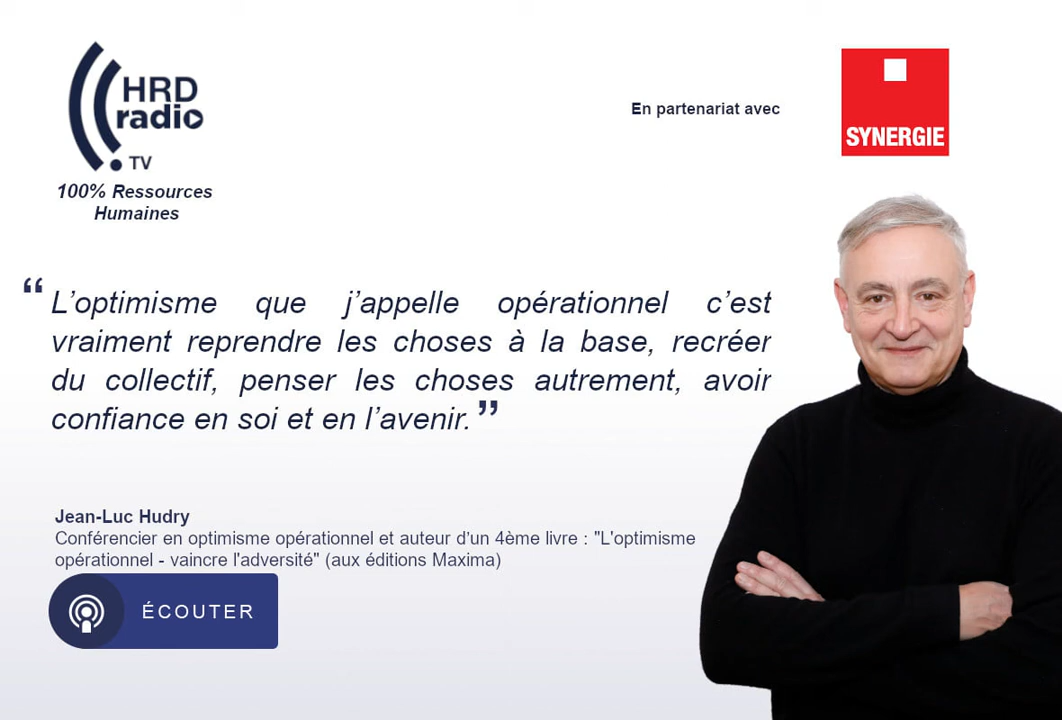 HRD
radio
TV
100% Ressources
Humaines
En partenariat avec
SYNERGIE
“ L’optimisme que j’appelle opérationnel c’est
vraiment reprendre les choses à la base, recréer
du collectif, penser les choses autrement, avoir
confiance en soi et en l’avenir. ”
Jean-Luc Hudry
Conférencier en optimisme opérationnel et auteur d’un 4ème livre : "L'optimisme
opérationnel - vaincre l'adversité" (aux éditions Maxima)
ÉCOUTER